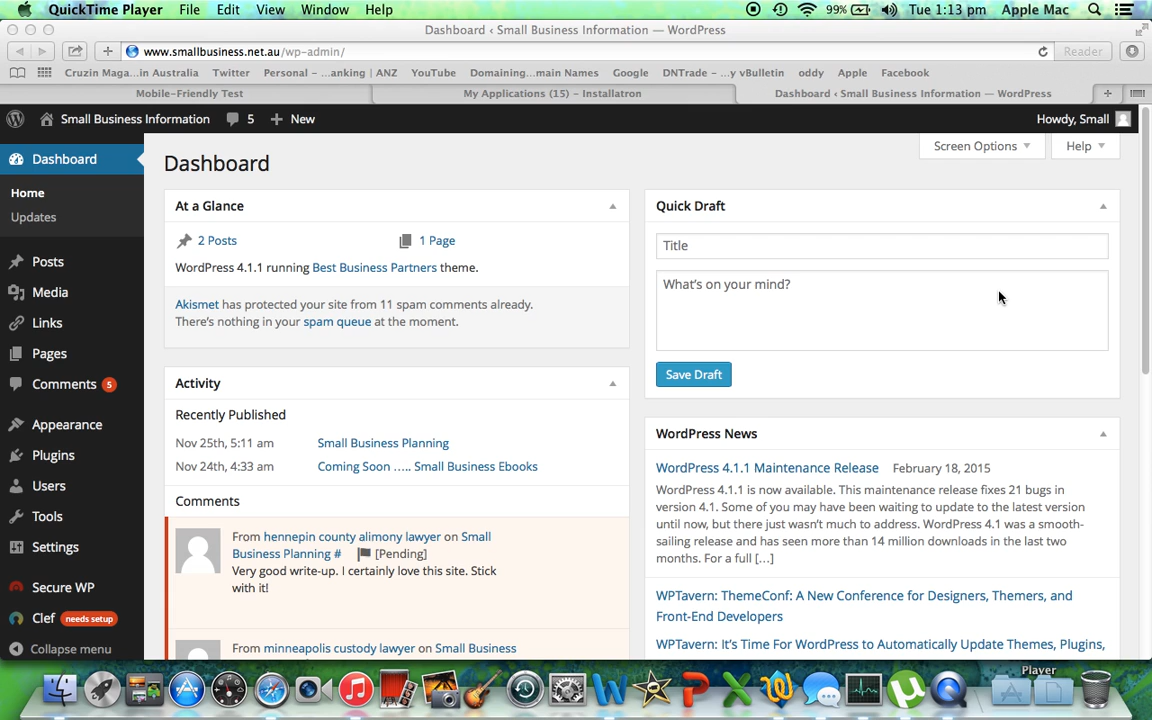 QuickTime Player File Edit View Window Help 99% Tue 1:13 pm Apple Mac
Dashboard ‹ Small Business Information — WordPress
www.smallbusiness.net.au/wp-admin/ Reader
Cruzin Maga...in Australia Twitter Personal – ...anking | ANZ YouTube Domaining...main Names Google DNTrade – ...y vBulletin oddy Apple Facebook
Mobile-Friendly Test My Applications (15) – Installatron Dashboard ‹ Small Business Information — WordPress
Small Business Information 5 New Howdy, Small
Dashboard
Home
Updates
Posts
Media
Links
Pages
Comments 5
Appearance
Plugins
Users
Tools
Settings
Secure WP
Clef needs setup
Collapse menu
Screen Options Help
Dashboard
At a Glance
2 Posts 1 Page
WordPress 4.1.1 running Best Business Partners theme.
Akismet has protected your site from 11 spam comments already.
There's nothing in your spam queue at the moment.
Activity
Recently Published
Nov 25th, 5:11 am Small Business Planning
Nov 24th, 4:33 am Coming Soon ..... Small Business Ebooks
Comments
From hennepin county alimony lawyer on Small
Business Planning # [Pending]
Very good write-up. I certainly love this site. Stick
with it!
From minneapolis custody lawyer on Small Business
Quick Draft
Title
What's on your mind?
Save Draft
WordPress News
WordPress 4.1.1 Maintenance Release February 18, 2015
WordPress 4.1.1 is now available. This maintenance release fixes 21 bugs in
version 4.1. Some of you may have been waiting to update to the latest version
until now, but there just wasn't much to address. WordPress 4.1 was a smooth-
sailing release and has seen more than 14 million downloads in the last two
months. For a full [...]
WPTavern: ThemeConf: A New Conference for Designers, Themers, and
Front-End Developers
WPTavern: It's Time For WordPress to Automatically Update Themes, Plugins,
Player